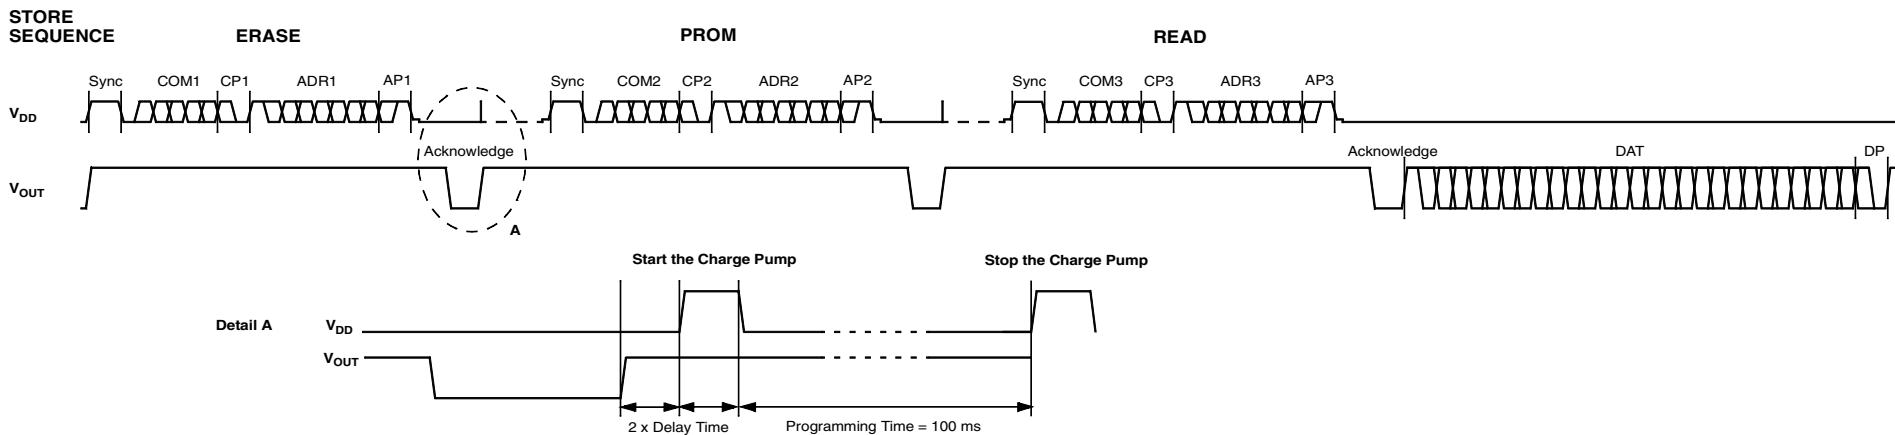 STORE
SEQUENCE
ERASE
PROM
READ
Sync COM1 CP1 ADR1 AP1 Sync COM2 CP2 ADR2 AP2 Sync COM3 CP3 ADR3 AP3
VDD
Acknowledge Acknowledge DAT DP
VOUT
A
Start the Charge Pump Stop the Charge Pump
Detail A VDD
VOUT
2 x Delay Time Programming Time = 100 ms